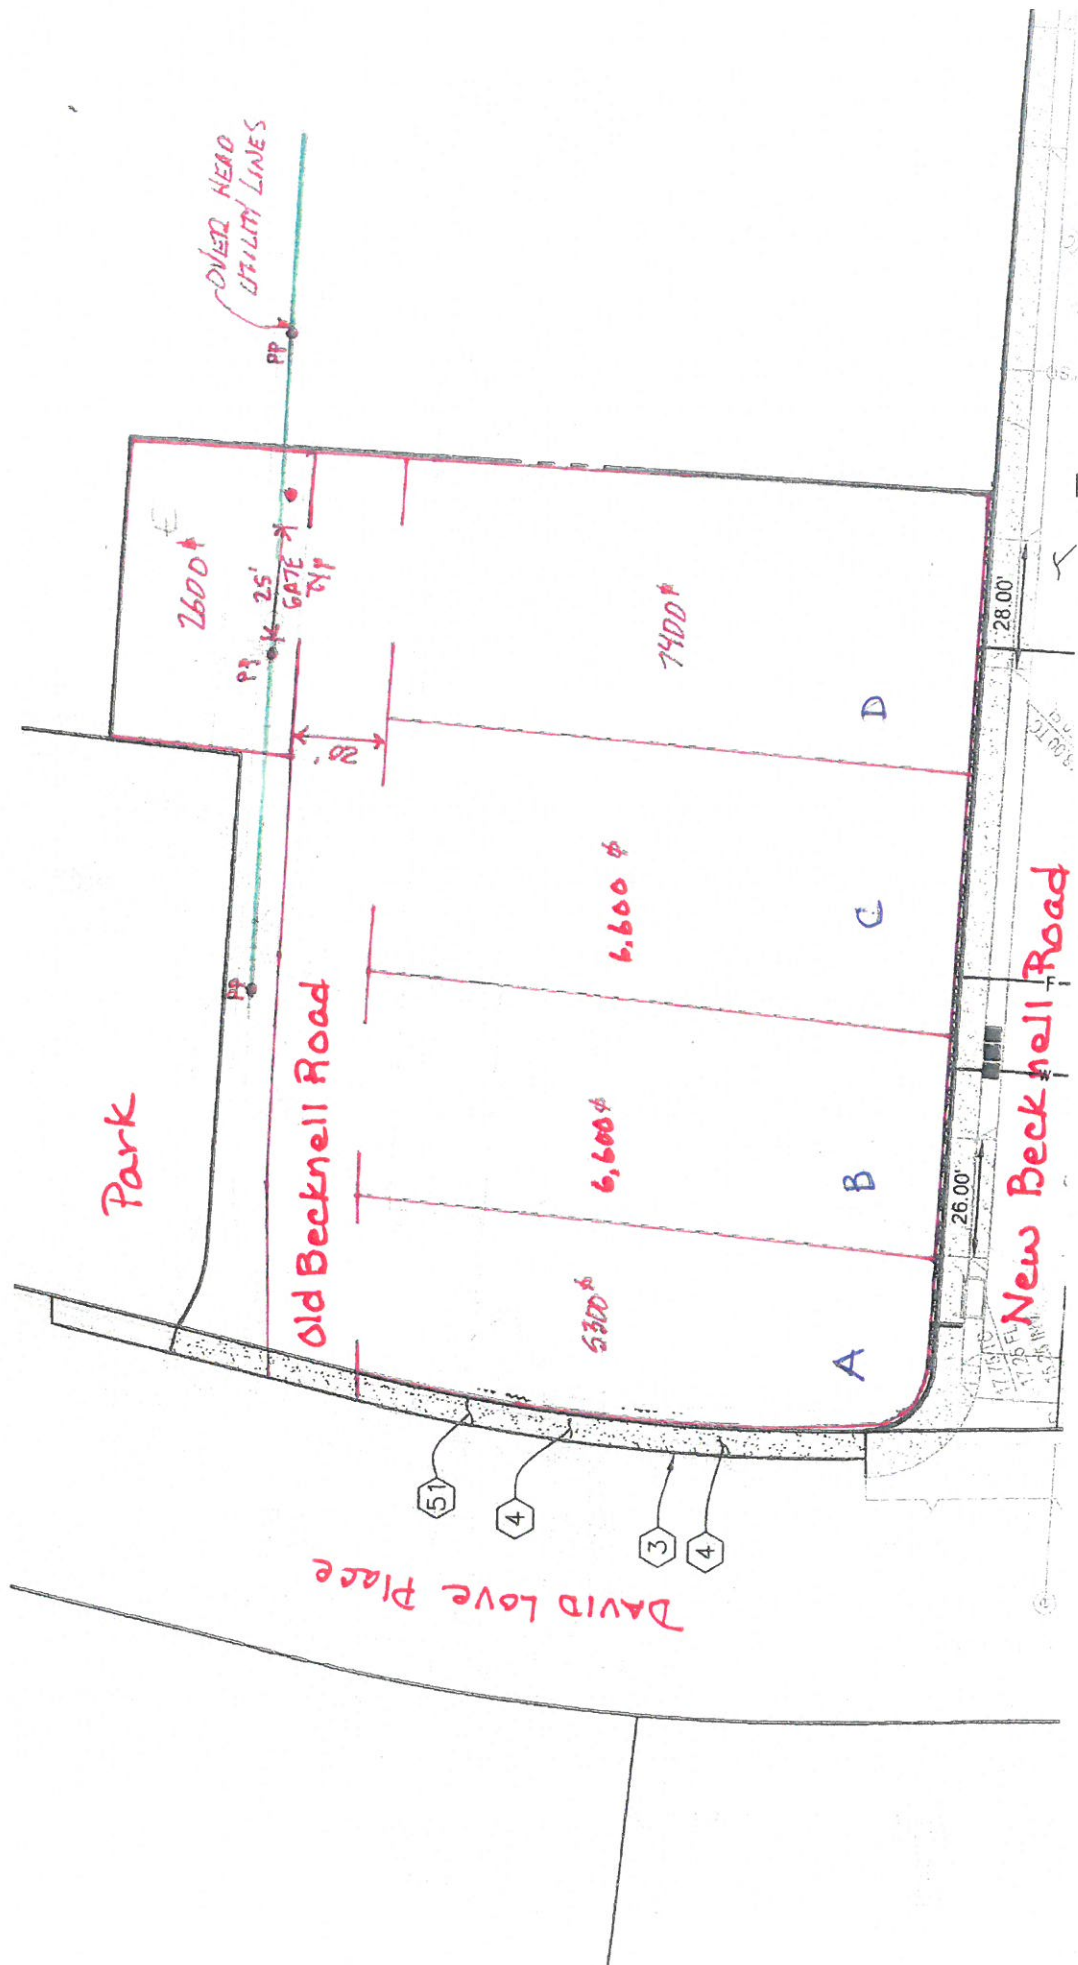 OVER HEAD
UTILITY LINES
PP
2600⌀
E
25'
GATE
TYP
PP
PP
Park
Old Becknell Road
7400⌀
D
6,600⌀
C
6,600⌀
B
5300⌀
A
28.00'
26.00'
New Becknell Road
51
4
3
4
DAVID LOVE Place